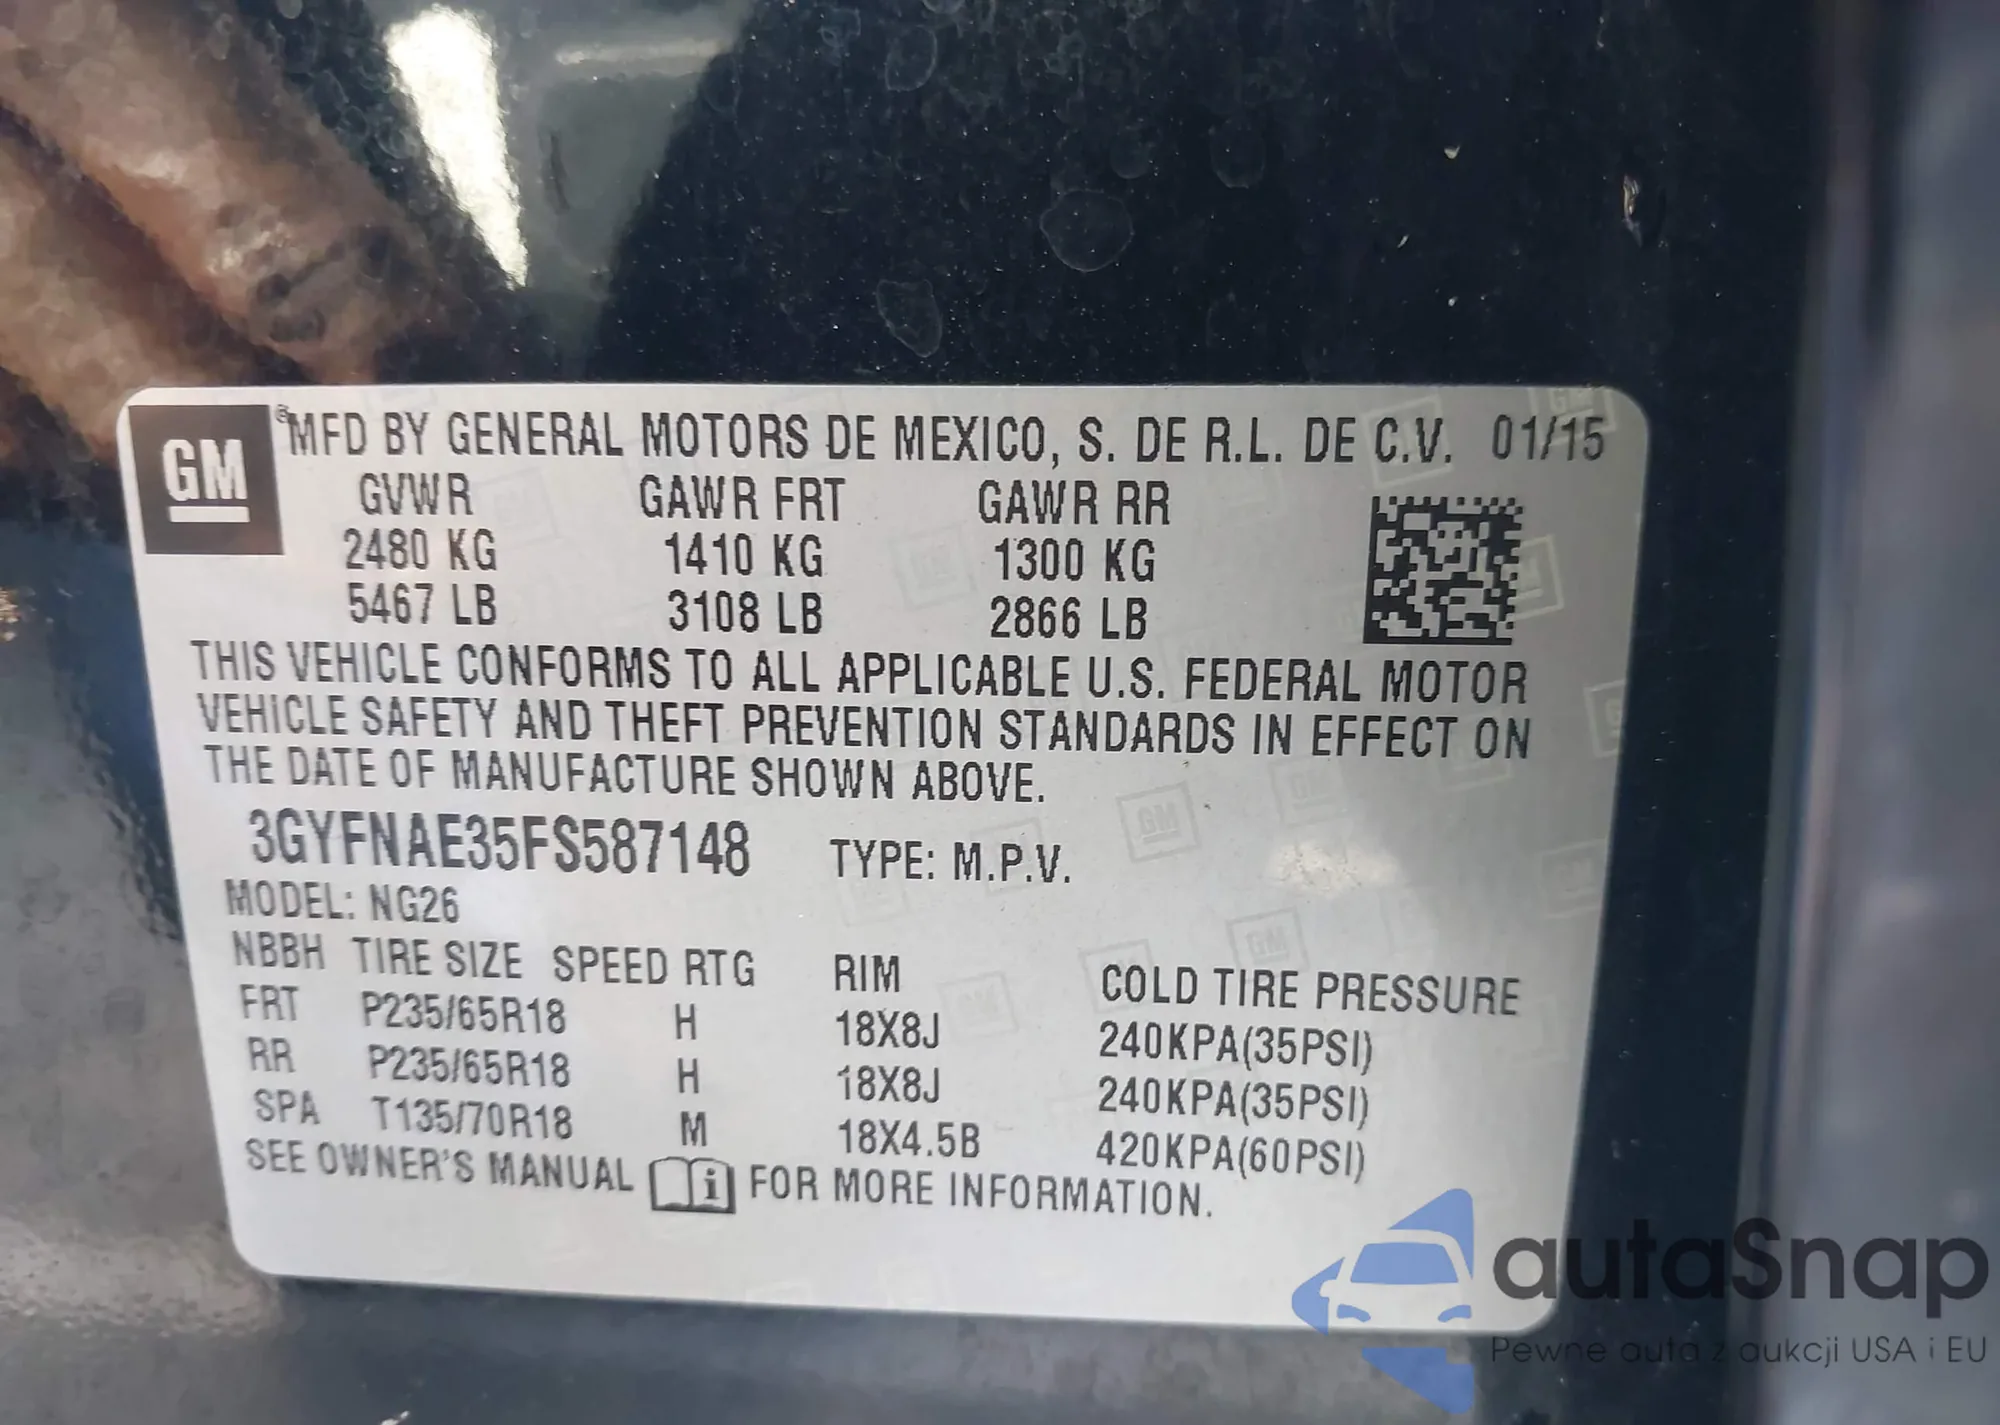 GM
®MFD BY GENERAL MOTORS DE MEXICO, S. DE R.L. DE C.V. 01/15
GVWR GAWR FRT GAWR RR
2480 KG 1410 KG 1300 KG
5467 LB 3108 LB 2866 LB
THIS VEHICLE CONFORMS TO ALL APPLICABLE U.S. FEDERAL MOTOR
VEHICLE SAFETY AND THEFT PREVENTION STANDARDS IN EFFECT ON
THE DATE OF MANUFACTURE SHOWN ABOVE.
3GYFNAE35FS587148 TYPE: M.P.V.
MODEL: NG26
NBBH TIRE SIZE SPEED RTG RIM COLD TIRE PRESSURE
FRT P235/65R18 H 18X8J 240KPA(35PSI)
RR P235/65R18 H 18X8J 240KPA(35PSI)
SPA T135/70R18 M 18X4.5B 420KPA(60PSI)
SEE OWNER'S MANUAL i FOR MORE INFORMATION.
autaSnap
Pewne auta z aukcji USA i EU